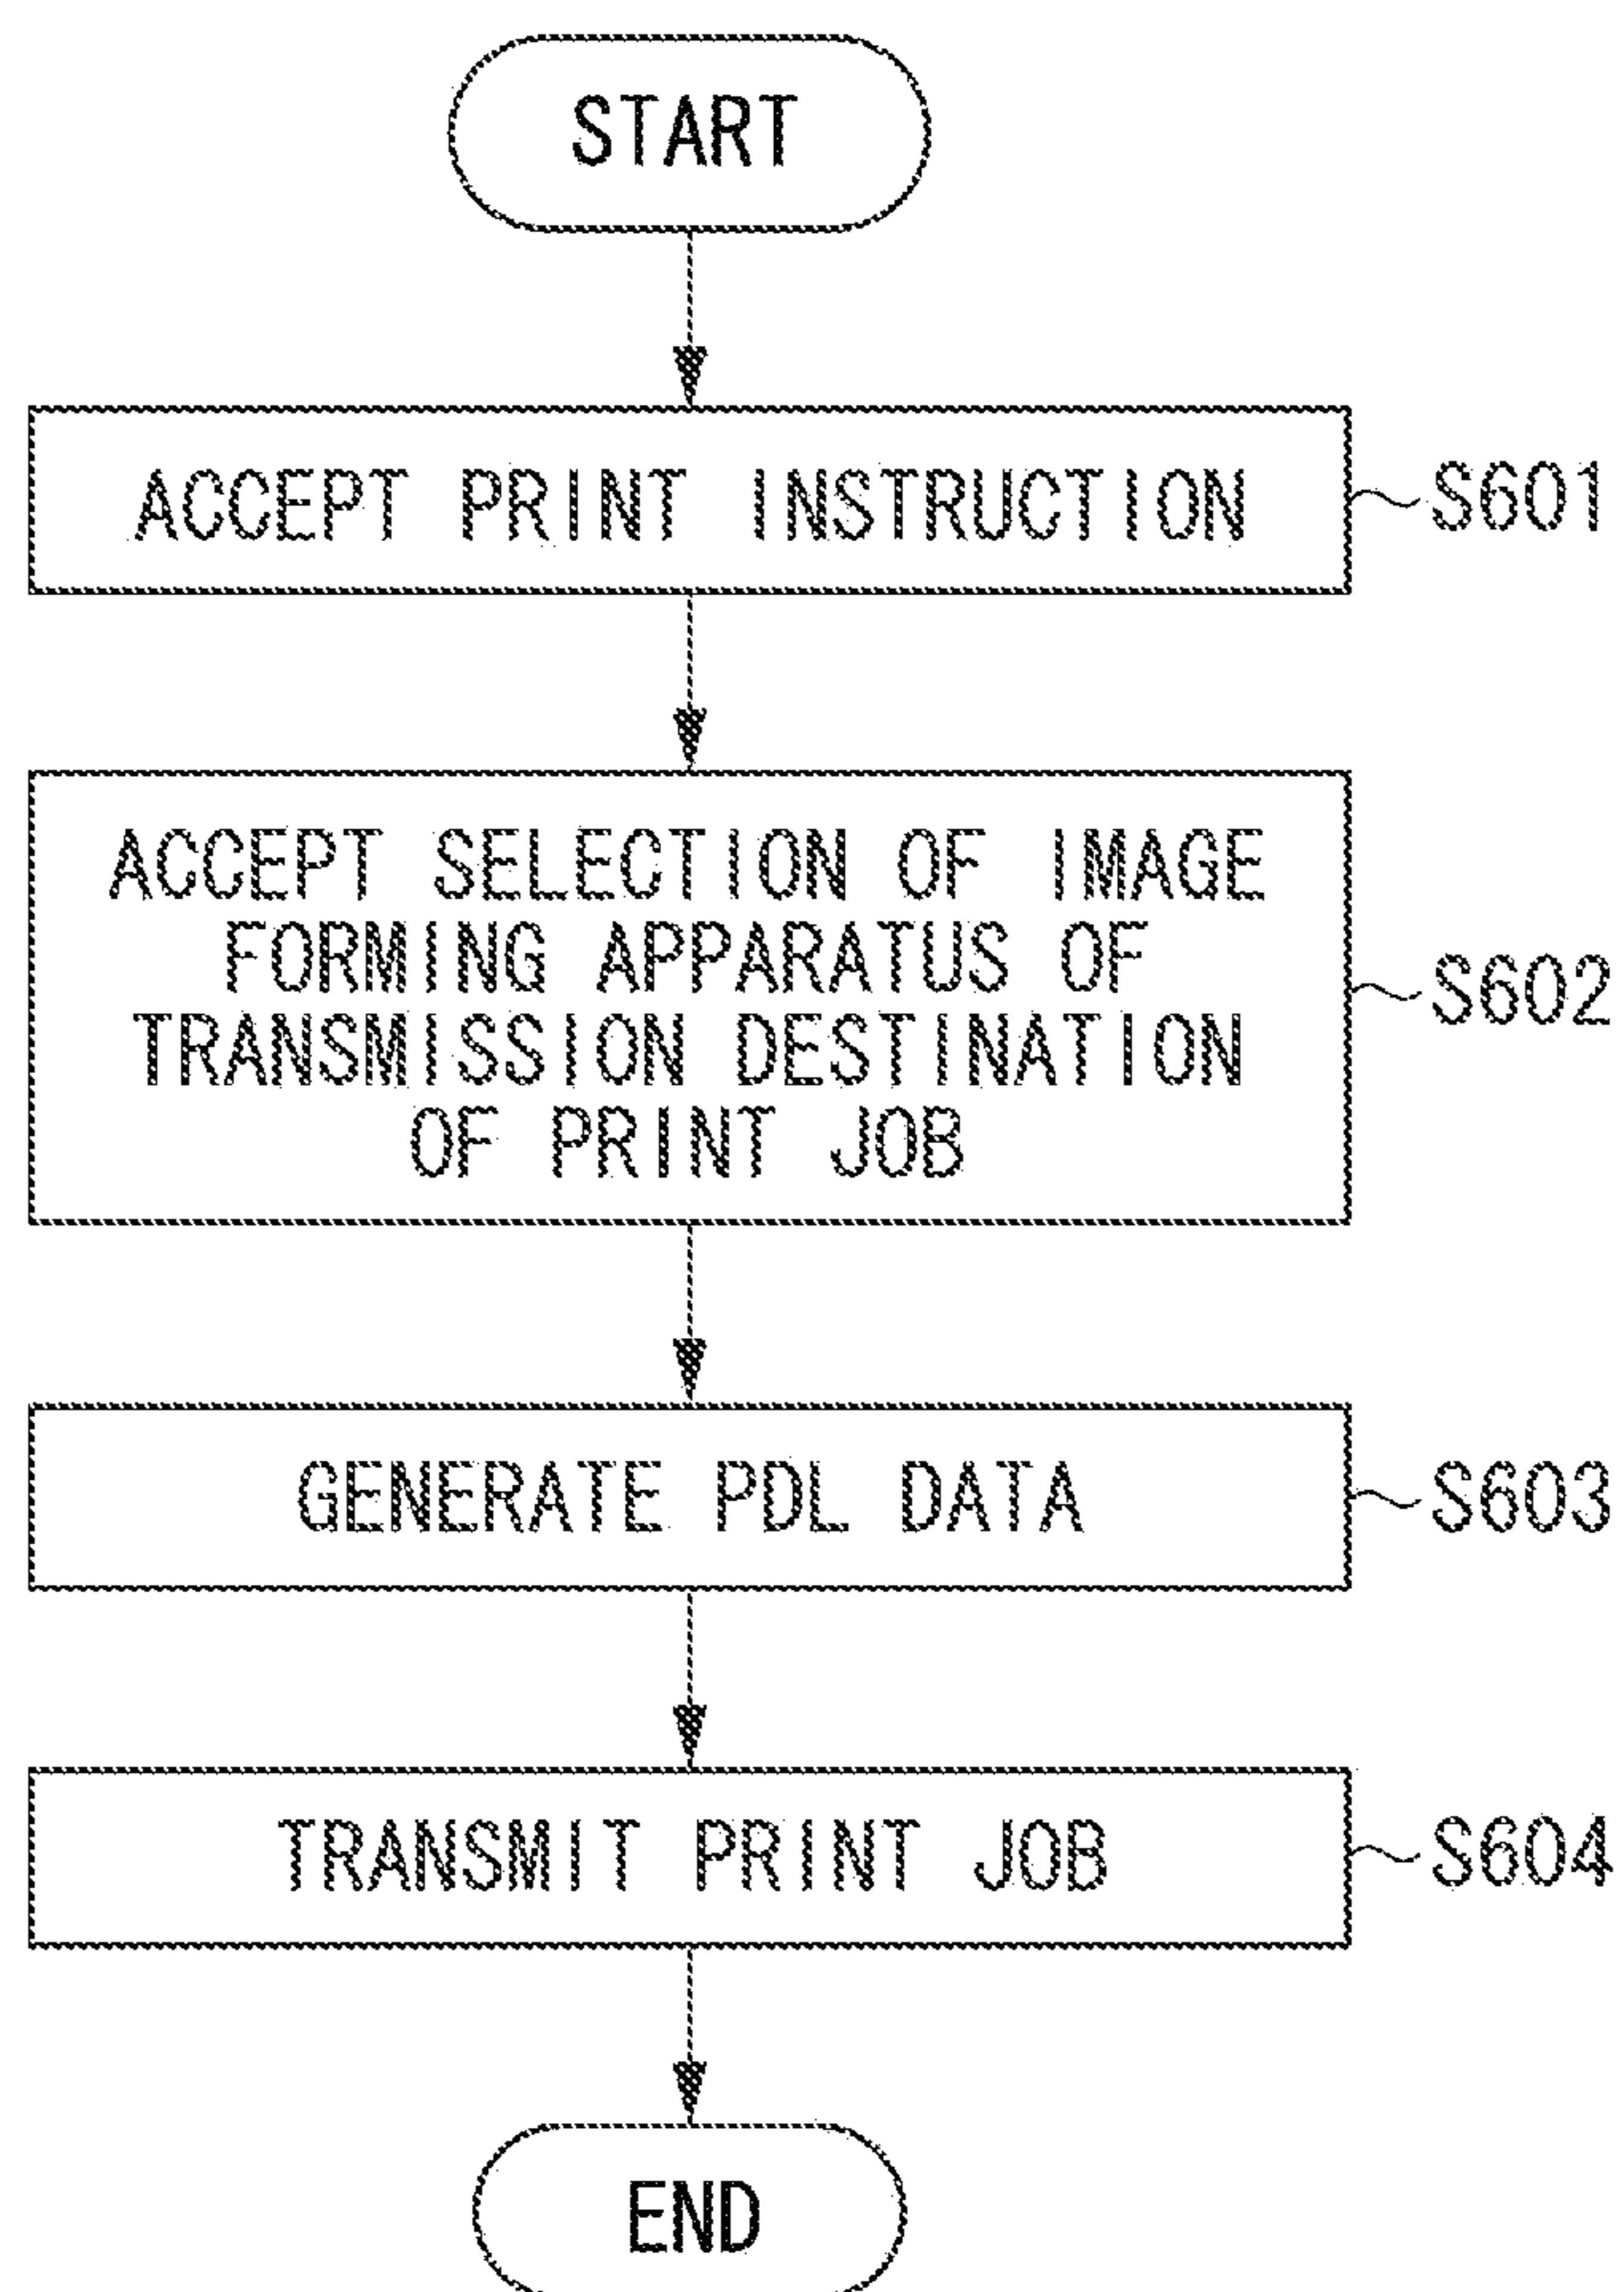 START
ACCEPT PRINT INSTRUCTION
S601
ACCEPT SELECTION OF IMAGE
FORMING APPARATUS OF
TRANSMISSION DESTINATION
OF PRINT JOB
S602
GENERATE PDL DATA
S603
TRANSMIT PRINT JOB
S604
END